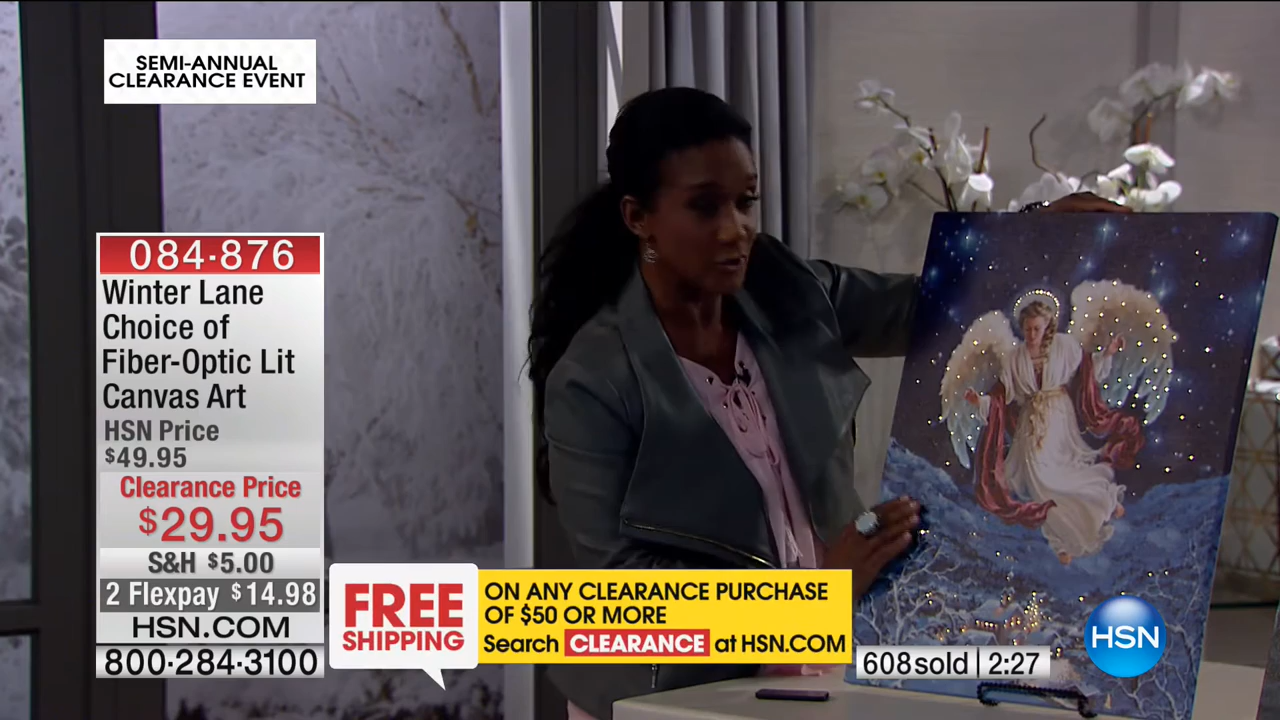 SEMI-ANNUAL
CLEARANCE EVENT
084·876
Winter Lane
Choice of
Fiber-Optic Lit
Canvas Art
HSN Price
$49.95
Clearance Price
$29.95
S&H $5.00
2 Flexpay $14.98
HSN.COM
800·284·3100
FREE
SHIPPING
ON ANY CLEARANCE PURCHASE
OF $50 OR MORE
Search CLEARANCE at HSN.COM
608 sold | 2:27
HSN